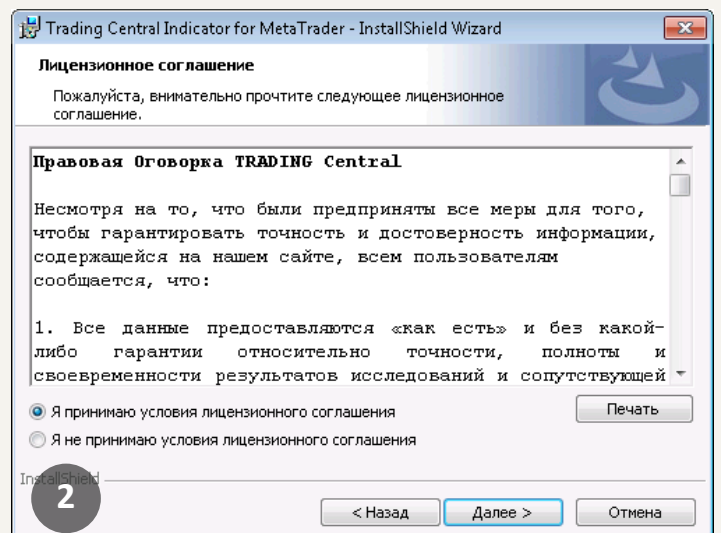 Trading Central Indicator for MetaTrader - InstallShield Wizard
Лицензионное соглашение
Пожалуйста, внимательно прочтите следующее лицензионное
соглашение.
Правовая Оговорка TRADING Central
Несмотря на то, что были предприняты все меры для того,
чтобы гарантировать точность и достоверность информации,
содержащейся на нашем сайте, всем пользователям
сообщается, что:
1. Все данные предоставляются «как есть» и без какой-
либо гарантии относительно точности, полноты и
своевременности результатов исследований и сопутствующей
Я принимаю условия лицензионного соглашения
Печать
Я не принимаю условия лицензионного соглашения
InstallShield
2
< Назад
Далее >
Отмена